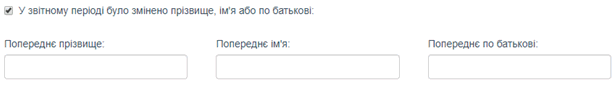 У звітному періоді було змінено прізвище, ім'я або по батькові:
Попереднє прізвище: Попереднє ім'я: Попереднє по батькові: